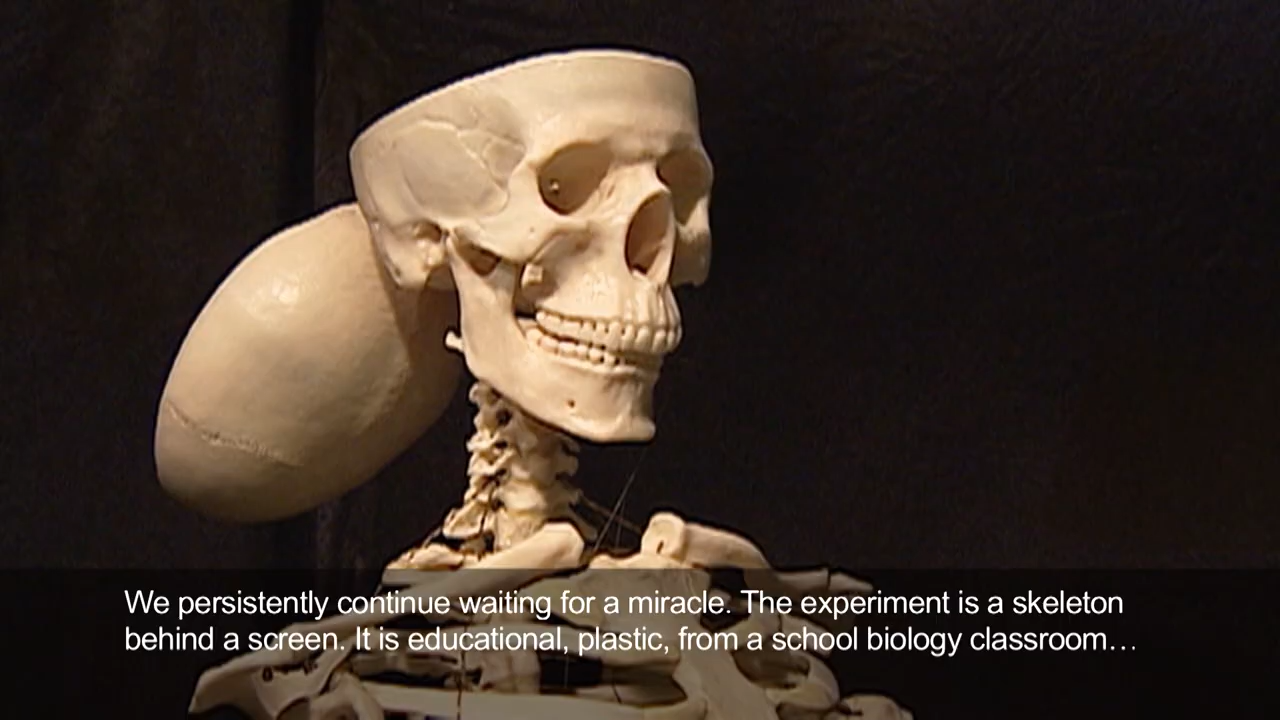 We persistently continue waiting for a miracle. The experiment is a skeleton
behind a screen. It is educational, plastic, from a school biology classroom…